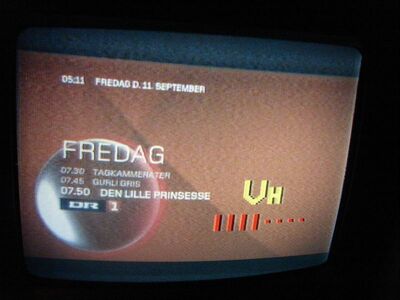 05:11 FREDAG D. 11. SEPTEMBER
FREDAG
07.30 TAGKAMMERATER
07.45 GURLI GRIS
07.50 DEN LILLE PRINSESSE
DR 1
VH